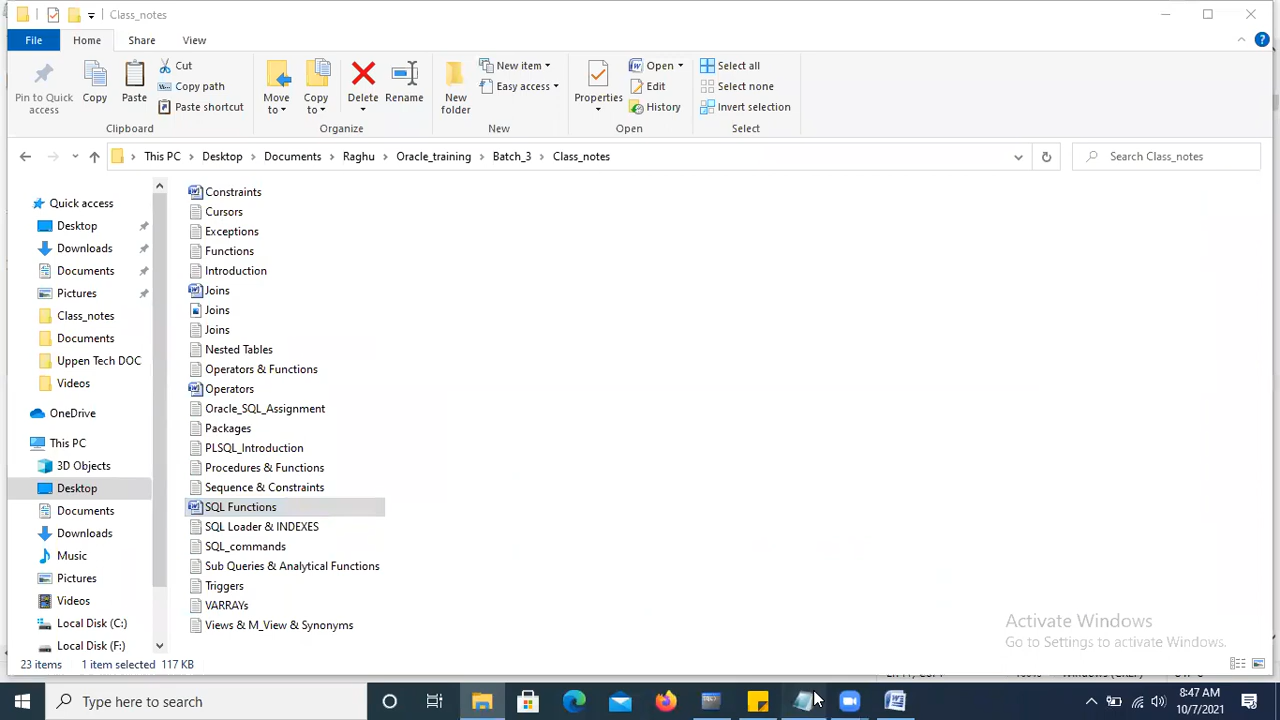 Class_notes
File Home Share View
Pin to Quick access
Copy
Paste
Cut
Copy path
Paste shortcut
Move to
Copy to
Delete
Rename
New folder
New item
Easy access
Properties
Open
Edit
History
Select all
Select none
Invert selection
Clipboard Organize New Open Select
This PC Desktop Documents Raghu Oracle_training Batch_3 Class_notes
Search Class_notes
Quick access
Desktop
Downloads
Documents
Pictures
Class_notes
Documents
Uppen Tech DOC
Videos
OneDrive
This PC
3D Objects
Desktop
Documents
Downloads
Music
Pictures
Videos
Local Disk (C:)
Local Disk (F:)
Constraints
Cursors
Exceptions
Functions
Introduction
Joins
Joins
Joins
Nested Tables
Operators & Functions
Operators
Oracle_SQL_Assignment
Packages
PLSQL_Introduction
Procedures & Functions
Sequence & Constraints
SQL Functions
SQL Loader & INDEXES
SQL_commands
Sub Queries & Analytical Functions
Triggers
VARRAYs
Views & M_View & Synonyms
Activate Windows
Go to Settings to activate Windows.
23 items 1 item selected 117 KB
Type here to search
8:47 AM
10/7/2021